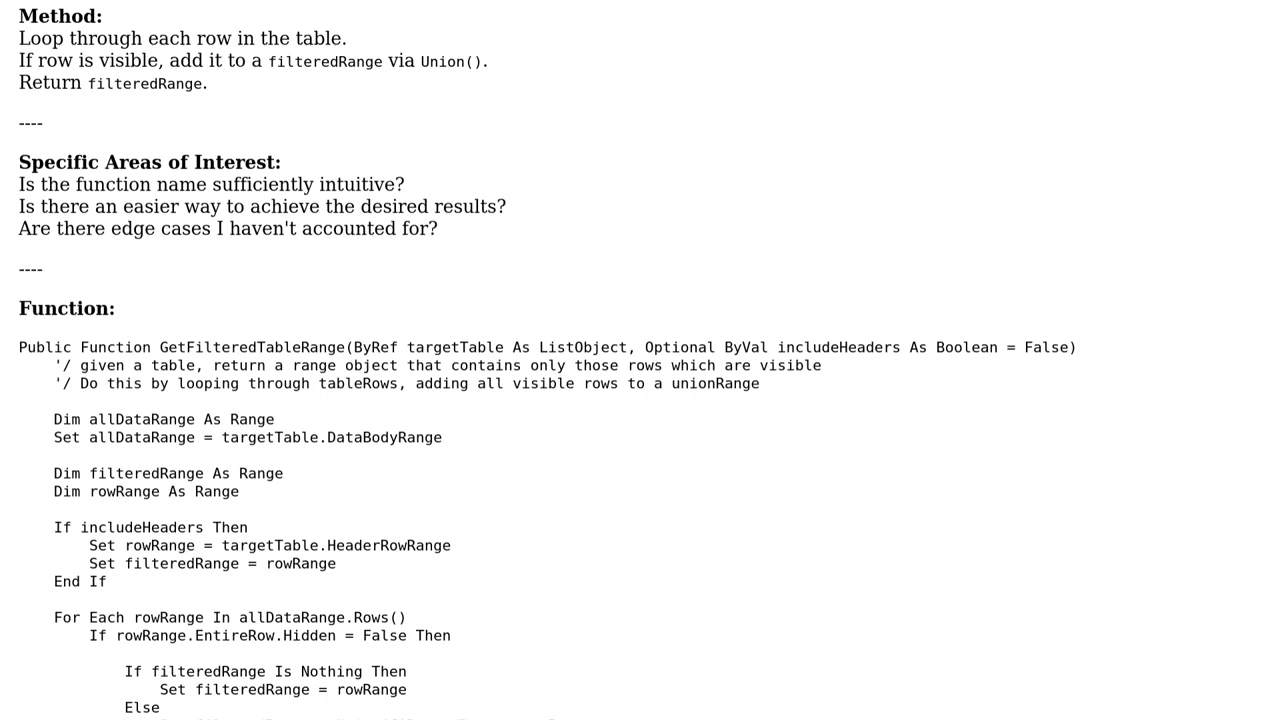 Method:
Loop through each row in the table.
If row is visible, add it to a filteredRange via Union().
Return filteredRange.
----
Specific Areas of Interest:
Is the function name sufficiently intuitive?
Is there an easier way to achieve the desired results?
Are there edge cases I haven't accounted for?
----
Function:
Public Function GetFilteredTableRange(ByRef targetTable As ListObject, Optional ByVal includeHeaders As Boolean = False)
    '/ given a table, return a range object that contains only those rows which are visible
    '/ Do this by looping through tableRows, adding all visible rows to a unionRange
    Dim allDataRange As Range
    Set allDataRange = targetTable.DataBodyRange
    Dim filteredRange As Range
    Dim rowRange As Range
    If includeHeaders Then
        Set rowRange = targetTable.HeaderRowRange
        Set filteredRange = rowRange
    End If
    For Each rowRange In allDataRange.Rows()
        If rowRange.EntireRow.Hidden = False Then
            If filteredRange Is Nothing Then
                Set filteredRange = rowRange
            Else